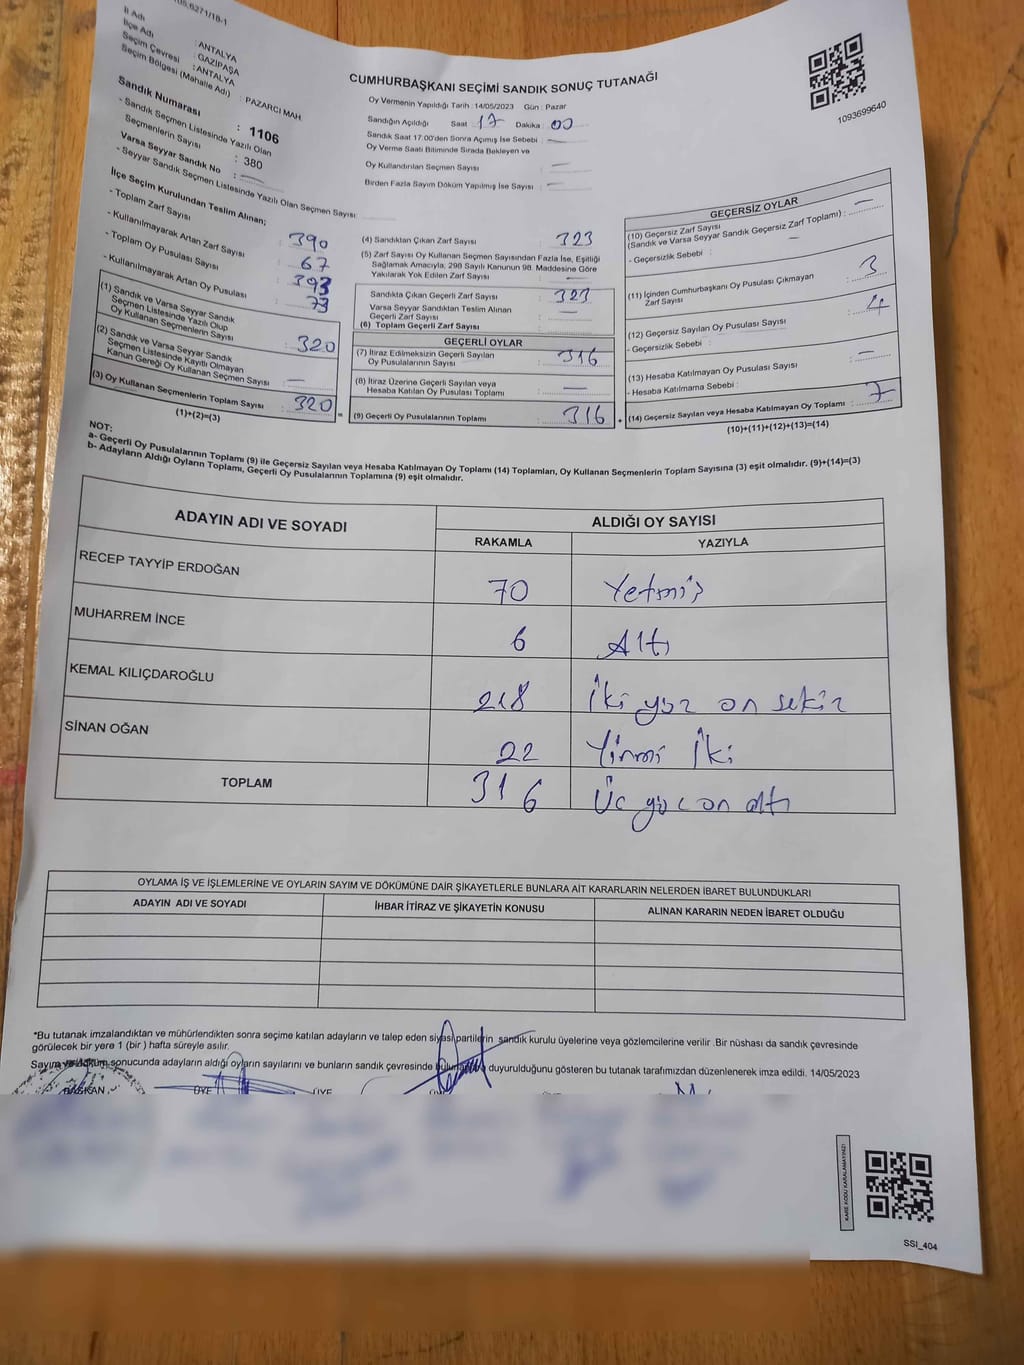 İl Adı : ANTALYA
İlçe Adı : GAZİPAŞA
Seçim Çevresi : ANTALYA
Seçim Bölgesi (Mahalle Adı) : PAZARCI MAH.
Sandık Numarası : 1106
- Sandık Seçmen Listesinde Yazılı Olan
Seçmenlerin Sayısı : 380
Varsa Seyyar Sandık No : —
- Seyyar Sandık Seçmen Listesinde Yazılı Olan Seçmen Sayısı
CUMHURBAŞKANI SEÇİMİ SANDIK SONUÇ TUTANAĞI
Oy Vermenin Yapıldığı Tarih : 14/05/2023 Gün : Pazar
Sandığın Açıldığı Saat : 17 Dakika : 00
Sandık Saat 17:00'den Sonra Açımış İse Sebebi : —
Oy Verme Saati Bitiminde Sırada Bekleyen ve
Oy Kullandırılan Seçmen Sayısı : —
Birden Fazla Sayım Döküm Yapılmış İse Sayısı : —
1093699640
İlçe Seçim Kurulundan Teslim Alınan;
- Toplam Zarf Sayısı : 390
- Kullanılmayarak Artan Zarf Sayısı : 67
- Toplam Oy Pusulası Sayısı : 393
- Kullanılmayarak Artan Oy Pusulası : 73
(1) Sandık ve Varsa Seyyar Sandık
Seçmen Listesinde Yazılı Olup
Oy Kullanan Seçmenlerin Sayısı : 320
(2) Sandık ve Varsa Seyyar Sandık
Seçmen Listesinde Kayıtlı Olmayan
Kanun Gereği Oy Kullanan Seçmen Sayısı : —
(3) Oy Kullanan Seçmenlerin Toplam Sayısı : 320 =
(1)+(2)=(3)
(4) Sandıktan Çıkan Zarf Sayısı : 323
(5) Zarf Sayısı Oy Kullanan Seçmen Sayısından Fazla İse, Eşitliği
Sağlamak Amacıyla, 298 Sayılı Kanunun 98. Maddesine Göre
Yakılarak Yok Edilen Zarf Sayısı : —
Sandıkta Çıkan Geçerli Zarf Sayısı : 323
Varsa Seyyar Sandıktan Teslim Alınan
Geçerli Zarf Sayısı : —
(6) Toplam Geçerli Zarf Sayısı :
GEÇERLİ OYLAR
(7) İtiraz Edilmeksizin Geçerli Sayılan
Oy Pusulalarının Sayısı : 316
(8) İtiraz Üzerine Geçerli Sayılan veya
Hesaba Katılan Oy Pusulası Toplamı : —
(9) Geçerli Oy Pusulalarının Toplamı : 316 +
GEÇERSİZ OYLAR
(10) Geçersiz Zarf Sayısı
(Sandık ve Varsa Seyyar Sandık Geçersiz Zarf Toplamı) : —
- Geçersizlik Sebebi : —
(11) İçinden Cumhurbaşkanı Oy Pusulası Çıkmayan
Zarf Sayısı : 3
(12) Geçersiz Sayılan Oy Pusulası Sayısı : 4
- Geçersizlik Sebebi :
(13) Hesaba Katılmayan Oy Pusulası Sayısı : —
- Hesaba Katılmama Sebebi :
(14) Geçersiz Sayılan veya Hesaba Katılmayan Oy Toplamı : 7
(10)+(11)+(12)+(13)=(14)
NOT:
a- Geçerli Oy Pusulalarının Toplamı (9) ile Geçersiz Sayılan veya Hesaba Katılmayan Oy Toplamı (14) Toplamları, Oy Kullanan Seçmenlerin Toplam Sayısına (3) eşit olmalıdır. (9)+(14)=(3)
b- Adayların Aldığı Oyların Toplamı, Geçerli Oy Pusulalarının Toplamına (9) eşit olmalıdır.
ADAYIN ADI VE SOYADI ALDIĞI OY SAYISI
RAKAMLA YAZIYLA
RECEP TAYYİP ERDOĞAN 70 Yetmiş
MUHARREM İNCE 6 Altı
KEMAL KILIÇDAROĞLU 218 İki yüz on sekiz
SİNAN OĞAN 22 Yirmi İki
TOPLAM 316 Üç yüz on altı
OYLAMA İŞ VE İŞLEMLERİNE VE OYLARIN SAYIM VE DÖKÜMÜNE DAİR ŞİKAYETLERLE BUNLARA AİT KARARLARIN NELERDEN İBARET BULUNDUKLARI
ADAYIN ADI VE SOYADI İHBAR İTİRAZ VE ŞİKAYETİN KONUSU ALINAN KARARIN NEDEN İBARET OLDUĞU
*Bu tutanak imzalandıktan ve mühürlendikten sonra seçime katılan adayların ve talep eden siyasi partilerin sandık kurulu üyelerine veya gözlemcilerine verilir .Bir nüshası da sandık çevresinde
görülecek bir yere 1 (bir ) hafta süreyle asılır.
Sayım ve döküm sonucunda adayların aldığı oyların sayılarını ve bunların sandık çevresinde duyurulduğunu gösteren bu tutanak tarafımızdan düzenlenerek imza edildi. 14/05/2023
BAŞKAN ÜYE ÜYE
KARE KODU KARALAMAYINIZ!
SSI_404